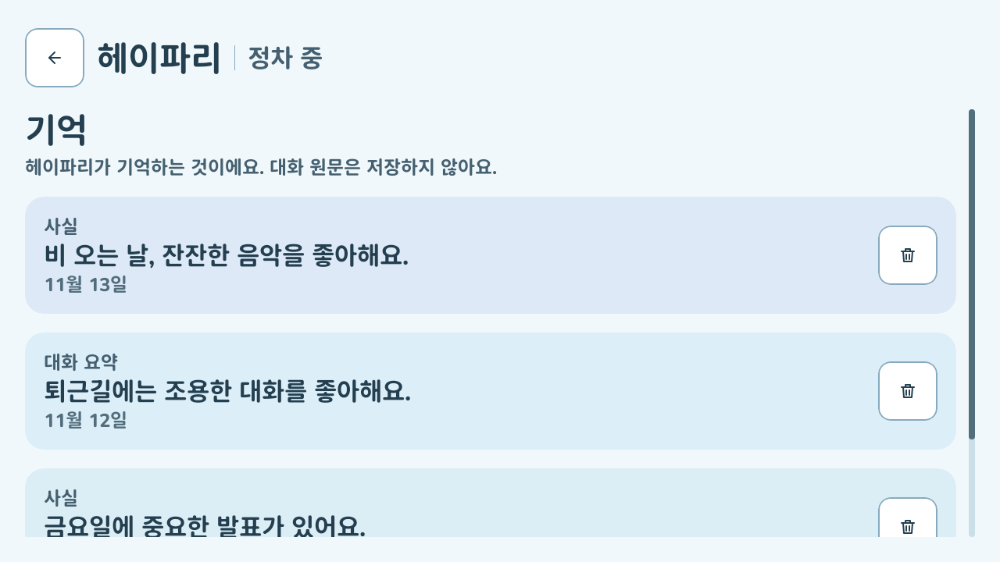 헤이파리
정차 중
기억
헤이파리가 기억하는 것이에요. 대화 원문은 저장하지 않아요.
사실
비 오는 날, 잔잔한 음악을 좋아해요.
11월 13일
대화 요약
퇴근길에는 조용한 대화를 좋아해요.
11월 12일
사실
금요일에 중요한 발표가 있어요.